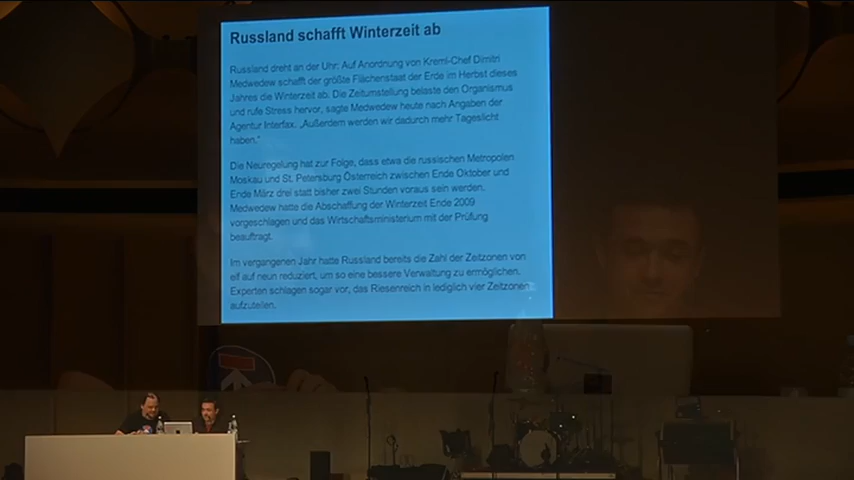 Russland schafft Winterzeit ab
Russland dreht an der Uhr: Auf Anordnung von Kreml-Chef Dimitri
Medwedew schafft der größte Flächenstaat der Erde im Herbst dieses
Jahres die Winterzeit ab. Die Zeitumstellung belaste den Organismus
und rufe Stress hervor, sagte Medwedew heute nach Angaben der
Agentur Interfax. „Außerdem werden wir dadurch mehr Tageslicht
haben.“
Die Neuregelung hat zur Folge, dass etwa die russischen Metropolen
Moskau und St. Petersburg Österreich zwischen Ende Oktober und
Ende März drei statt bisher zwei Stunden voraus sein werden.
Medwedew hatte die Abschaffung der Winterzeit Ende 2009
vorgeschlagen und das Wirtschaftsministerium mit der Prüfung
beauftragt.
Im vergangenen Jahr hatte Russland bereits die Zahl der Zeitzonen von
elf auf neun reduziert, um so eine bessere Verwaltung zu ermöglichen.
Experten schlagen sogar vor, das Riesenreich in lediglich vier Zeitzonen
aufzuteilen.